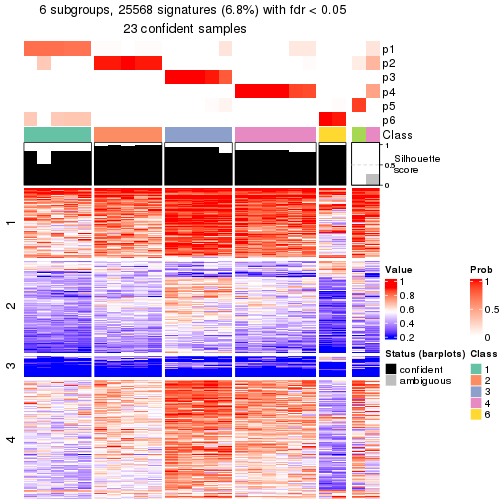 6 subgroups, 25568 signatures (6.8%) with fdr < 0.05
23 confident samples
p1
p2
p3
p4
p5
p6
Class
1
0.5
0
Silhouette
score
1
2
3
4
Value
1
0.8
0.6
0.4
0.2
Prob
1
0.5
0
Status (barplots)
confident
ambiguous
Class
1
2
3
4
6